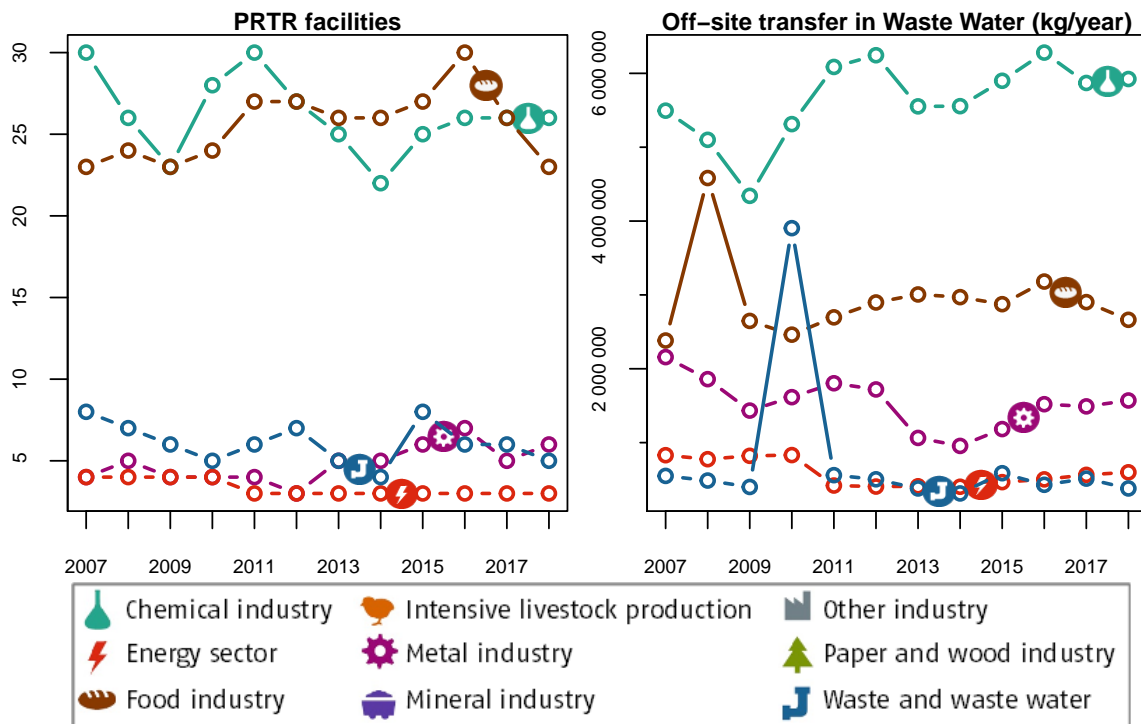 PRTR facilities
Off−site transfer in Waste Water (kg/year)
30
25
20
15
10
5
6 000 000
4 000 000
2 000 000
2007 2009 2011 2013 2015 2017
2007 2009 2011 2013 2015 2017
Chemical industry Intensive livestock production Other industry
Energy sector Metal industry Paper and wood industry
Food industry Mineral industry Waste and waste water